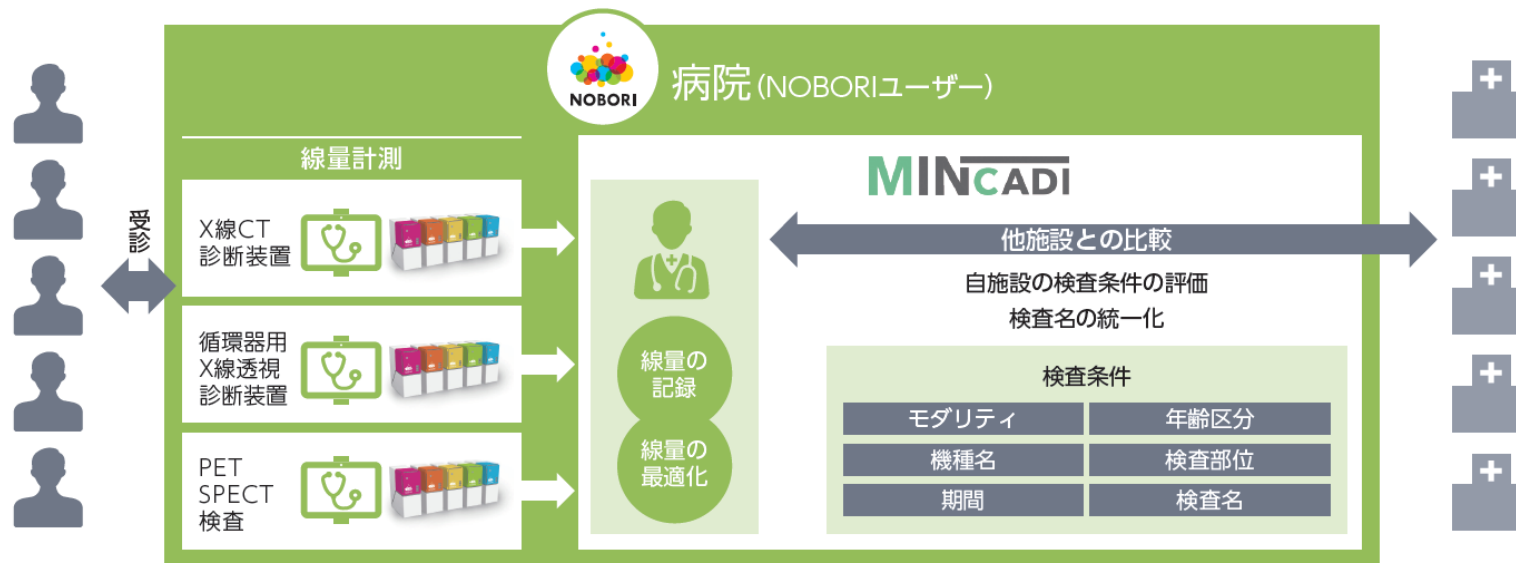 NOBORI
病院(NOBORIユーザー)
線量計測
受診
X線CT
診断装置
循環器用
X線透視
診断装置
PET
SPECT
検査
線量の
記録
線量の
最適化
MINCADI
他施設との比較
自施設の検査条件の評価
検査名の統一化
検査条件
モダリティ
年齢区分
機種名
検査部位
期間
検査名